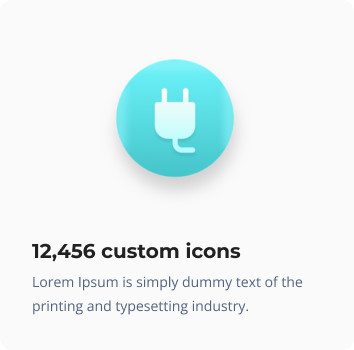 12,456 custom icons
Lorem Ipsum is simply dummy text of the
printing and typesetting industry.